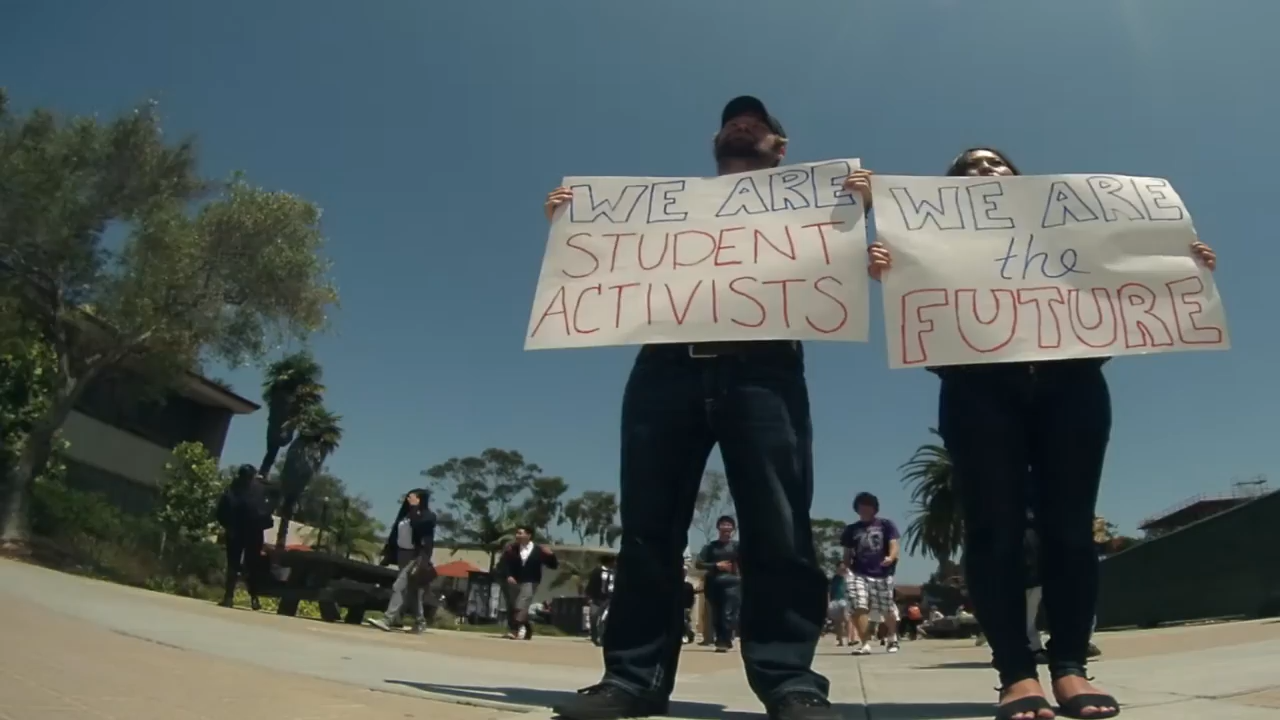 WE ARE
STUDENT
ACTIVISTS
WE ARE
the
FUTURE